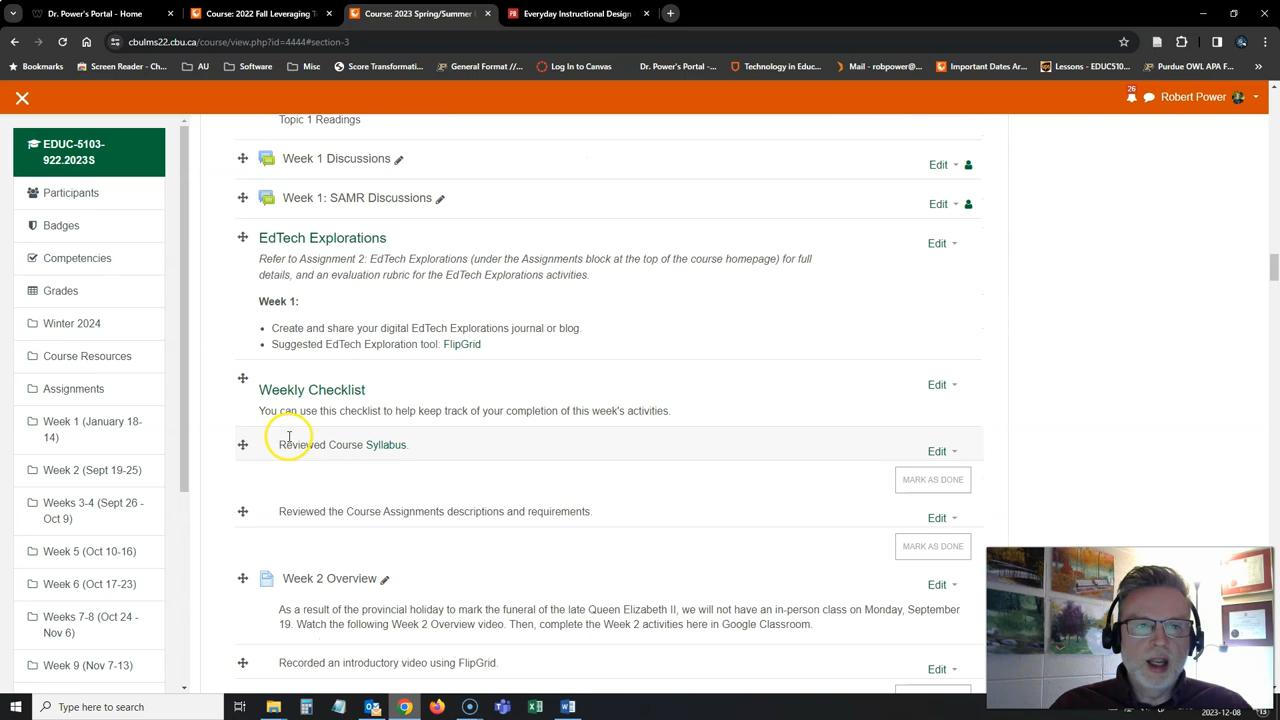 Dr. Power's Portal - Home
Course: 2022 Fall Leveraging T
Course: 2023 Spring/Summer
Everyday Instructional Design
cbulms22.cbu.ca/course/view.php?id=4444#section-3
Bookmarks
Screen Reader - Ch...
AU
Software
Misc
Score Transformati...
General Format //...
Log In to Canvas
Dr. Power's Portal -...
Technology in Educ...
Mail - robpower@...
Important Dates Ar...
Lessons - EDUC510...
Purdue OWL APA F...
26
Robert Power
EDUC-5103-
922.2023S
Participants
Badges
Competencies
Grades
Winter 2024
Course Resources
Assignments
Week 1 (January 18-
14)
Week 2 (Sept 19-25)
Weeks 3-4 (Sept 26 -
Oct 9)
Week 5 (Oct 10-16)
Week 6 (Oct 17-23)
Weeks 7-8 (Oct 24 -
Nov 6)
Week 9 (Nov 7-13)
Topic 1 Readings
Week 1 Discussions
Edit
Week 1: SAMR Discussions
Edit
EdTech Explorations
Edit
Refer to Assignment 2: EdTech Explorations (under the Assignments block at the top of the course homepage) for full
details, and an evaluation rubric for the EdTech Explorations activities.
Week 1:
Create and share your digital EdTech Explorations journal or blog.
Suggested EdTech Exploration tool: FlipGrid
Weekly Checklist
Edit
You can use this checklist to help keep track of your completion of this week's activities.
Reviewed Course Syllabus.
Edit
MARK AS DONE
Reviewed the Course Assignments descriptions and requirements.
Edit
MARK AS DONE
Week 2 Overview
Edit
As a result of the provincial holiday to mark the funeral of the late Queen Elizabeth II, we will not have an in-person class on Monday, September
19. Watch the following Week 2 Overview video. Then, complete the Week 2 activities here in Google Classroom.
Recorded an introductory video using FlipGrid.
Edit
Type here to search
2023-12-08